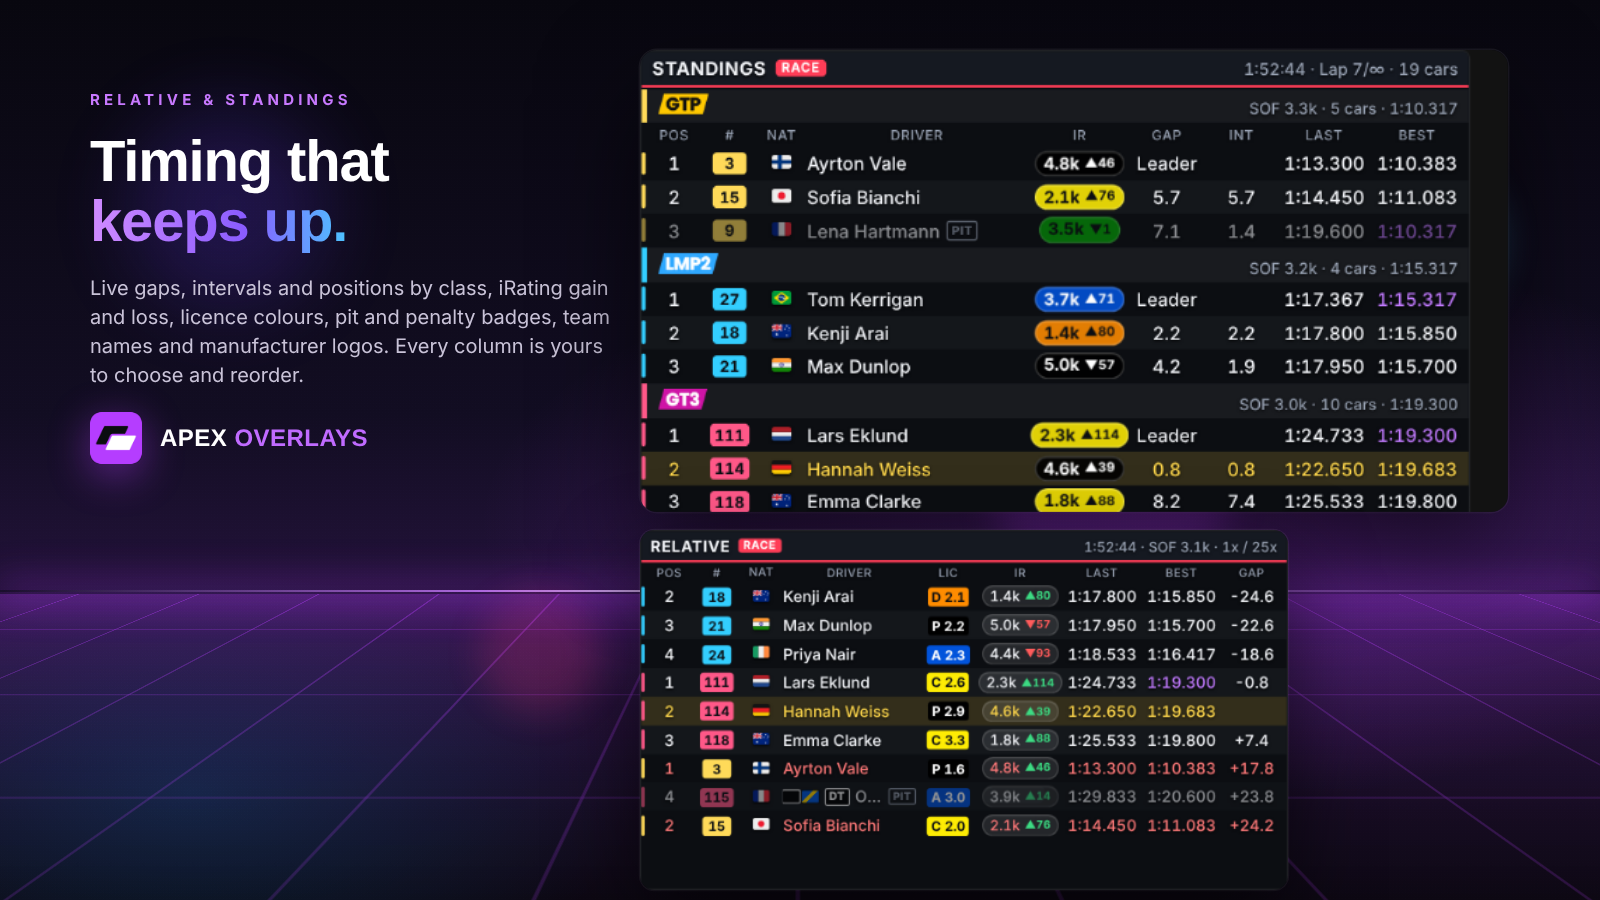 RELATIVE & STANDINGS
Timing that
keeps up.
Live gaps, intervals and positions by class, iRating gain
and loss, licence colours, pit and penalty badges, team
names and manufacturer logos. Every column is yours
to choose and reorder.
APEX OVERLAYS
STANDINGS RACE 1:52:44 · Lap 7/∞ · 19 cars
GTP SOF 3.3k · 5 cars · 1:10.317
POS # NAT DRIVER IR GAP INT LAST BEST
1 3 Ayrton Vale 4.8k ▲46 Leader 1:13.300 1:10.383
2 15 Sofia Bianchi 2.1k ▲76 5.7 5.7 1:14.450 1:11.083
3 9 Lena Hartmann PIT 3.5k ▼1 7.1 1.4 1:19.600 1:10.317
LMP2 SOF 3.2k · 4 cars · 1:15.317
1 27 Tom Kerrigan 3.7k ▲71 Leader 1:17.367 1:15.317
2 18 Kenji Arai 1.4k ▲80 2.2 2.2 1:17.800 1:15.850
3 21 Max Dunlop 5.0k ▼57 4.2 1.9 1:17.950 1:15.700
GT3 SOF 3.0k · 10 cars · 1:19.300
1 111 Lars Eklund 2.3k ▲114 Leader 1:24.733 1:19.300
2 114 Hannah Weiss 4.6k ▲39 0.8 0.8 1:22.650 1:19.683
3 118 Emma Clarke 1.8k ▲88 8.2 7.4 1:25.533 1:19.800
RELATIVE RACE 1:52:44 · SOF 3.1k · 1x / 25x
POS # NAT DRIVER LIC IR LAST BEST GAP
2 18 Kenji Arai D 2.1 1.4k ▲80 1:17.800 1:15.850 -24.6
3 21 Max Dunlop P 2.2 5.0k ▼57 1:17.950 1:15.700 -22.6
4 24 Priya Nair A 2.3 4.4k ▼93 1:18.533 1:16.417 -18.6
1 111 Lars Eklund C 2.6 2.3k ▲114 1:24.733 1:19.300 -0.8
2 114 Hannah Weiss P 2.9 4.6k ▲39 1:22.650 1:19.683
3 118 Emma Clarke C 3.3 1.8k ▲88 1:25.533 1:19.800 +7.4
1 3 Ayrton Vale P 1.6 4.8k ▲46 1:13.300 1:10.383 +17.8
4 115 DT O... PIT A 3.0 3.9k ▲14 1:29.833 1:20.600 +23.8
2 15 Sofia Bianchi C 2.0 2.1k ▲76 1:14.450 1:11.083 +24.2